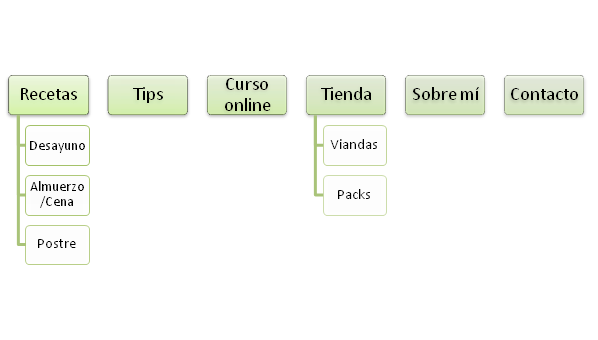 Recetas
Tips
Curso
online
Tienda
Sobre mí
Contacto
Desayuno
Almuerzo
/Cena
Postre
Viandas
Packs